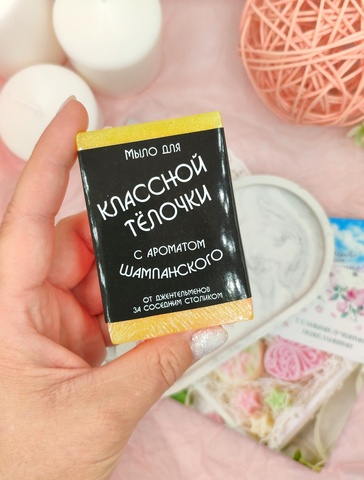 Мыло для
классной
тёлочки
с ароматом
шампанского
от джентельменов
за соседним столиком